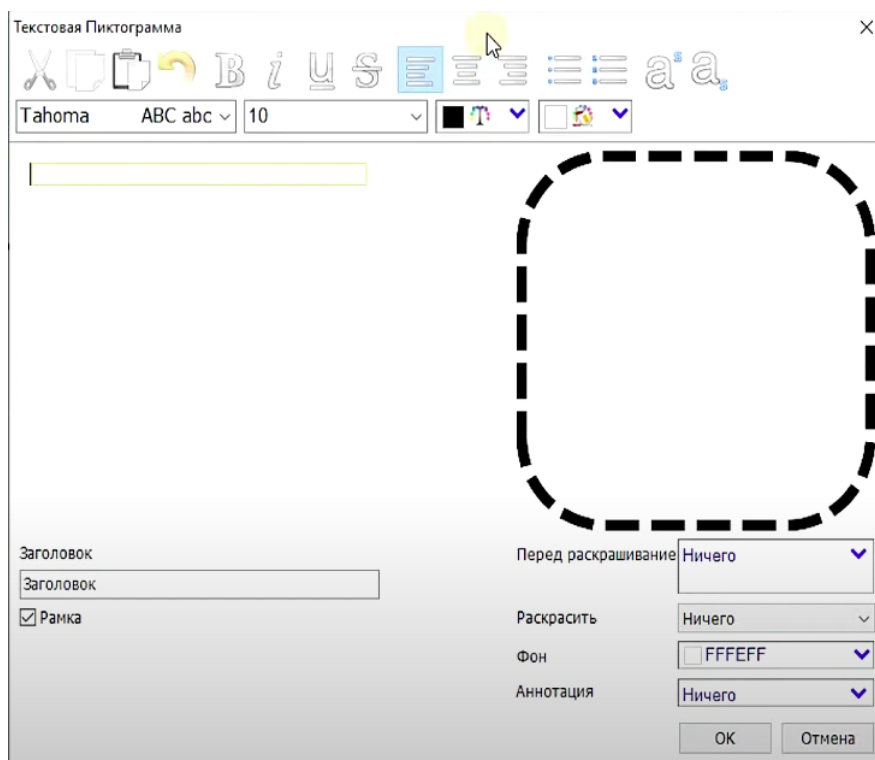 Текстовая Пиктограмма
B i U S a s a s
Tahoma ABC abc 10 T
Заголовок
Заголовок
Рамка
Перед раскрашивание Ничего
Раскрасить Ничего
Фон FFFEFF
Аннотация Ничего
ОК Отмена